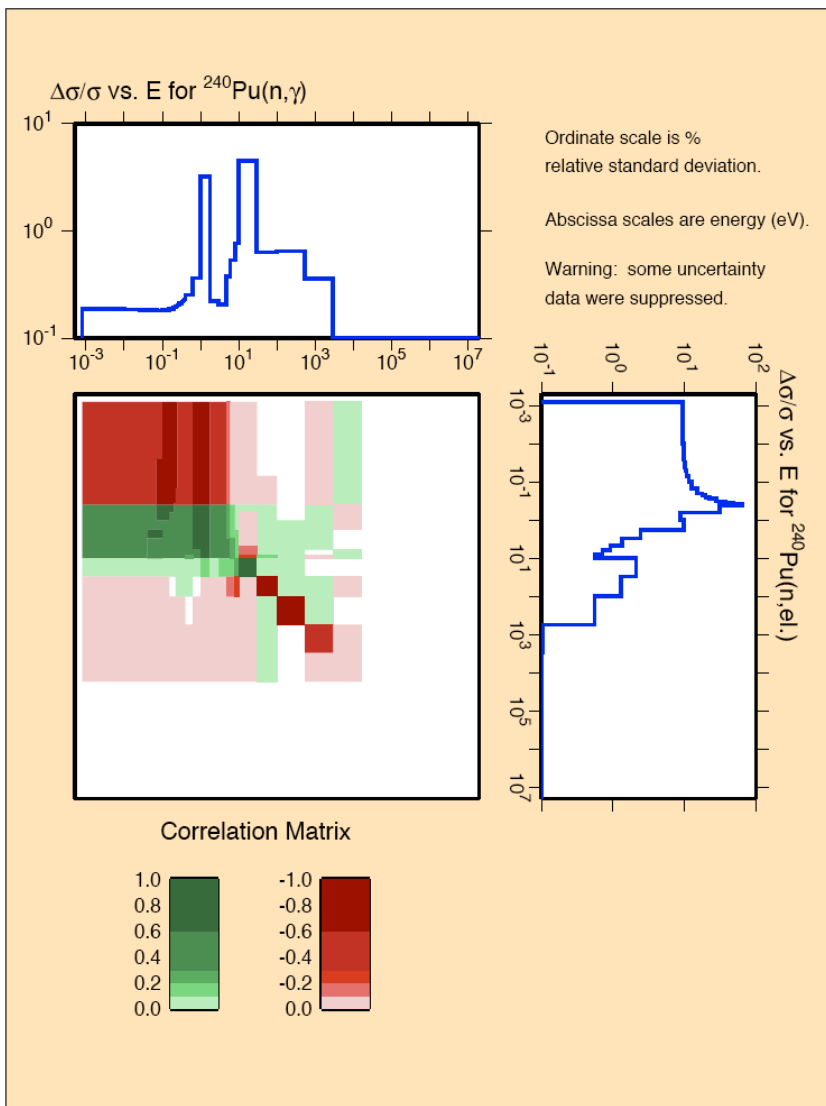 Δσ/σ vs. E for ²⁴⁰Pu(n,γ)
10¹
10⁰
10⁻¹
10⁻³ 10⁻¹ 10¹ 10³ 10⁵ 10⁷
Ordinate scale is %
relative standard deviation.
Abscissa scales are energy (eV).
Warning: some uncertainty
data were suppressed.
10⁻¹ 10⁰ 10¹ 10²
Δσ/σ vs. E for ²⁴⁰Pu(n,el.)
10⁻³
10⁻¹
10¹
10³
10⁵
10⁷
Correlation Matrix
1.0
0.8
0.6
0.4
0.2
0.0
-1.0
-0.8
-0.6
-0.4
-0.2
0.0